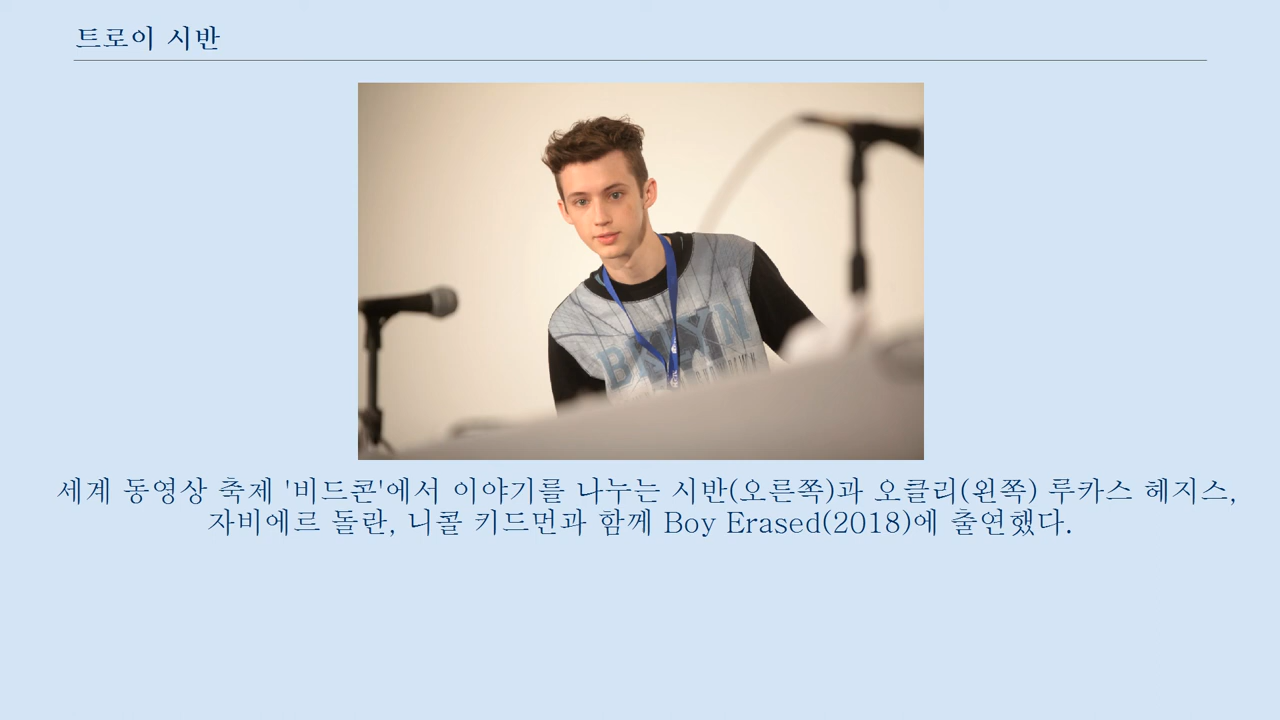 트로이 시반
BKLYN
세계 동영상 축제 '비드콘'에서 이야기를 나누는 시반(오른쪽)과 오클리(왼쪽) 루카스 헤지스,
자비에르 돌란, 니콜 키드먼과 함께 Boy Erased(2018)에 출연했다.